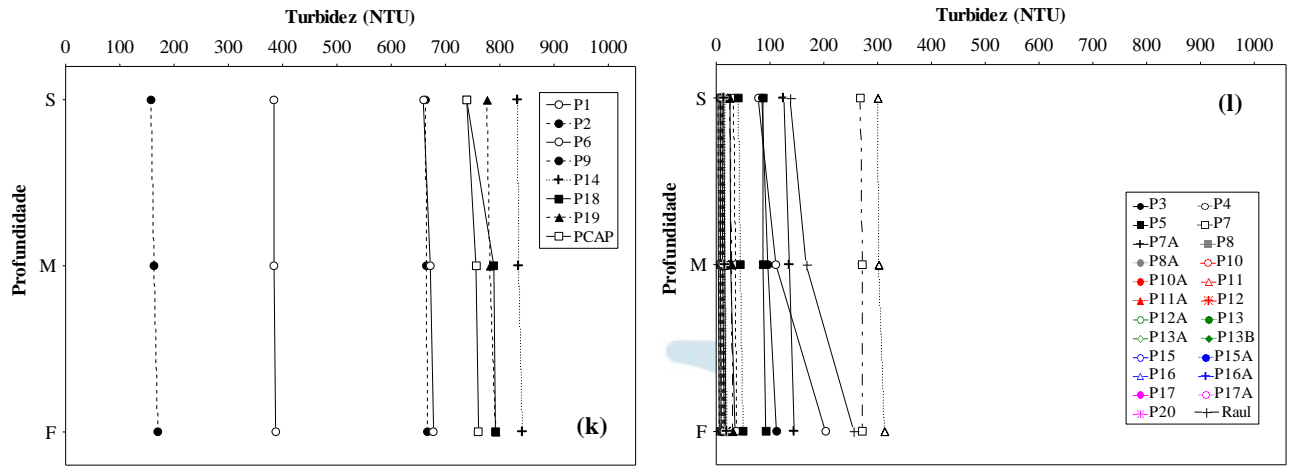 Turbidez (NTU)
0 100 200 300 400 500 600 700 800 900 1000
Profundidade
S
M
F
P1
P2
P6
P9
P14
P18
P19
PCAP
(k)
Turbidez (NTU)
0 100 200 300 400 500 600 700 800 900 1000
Profundidade
S
M
F
(l)
P3 P4
P5 P7
P7A P8
P8A P10
P10A P11
P11A P12
P12A P13
P13A P13B
P15 P15A
P16 P16A
P17 P17A
P20 Raul